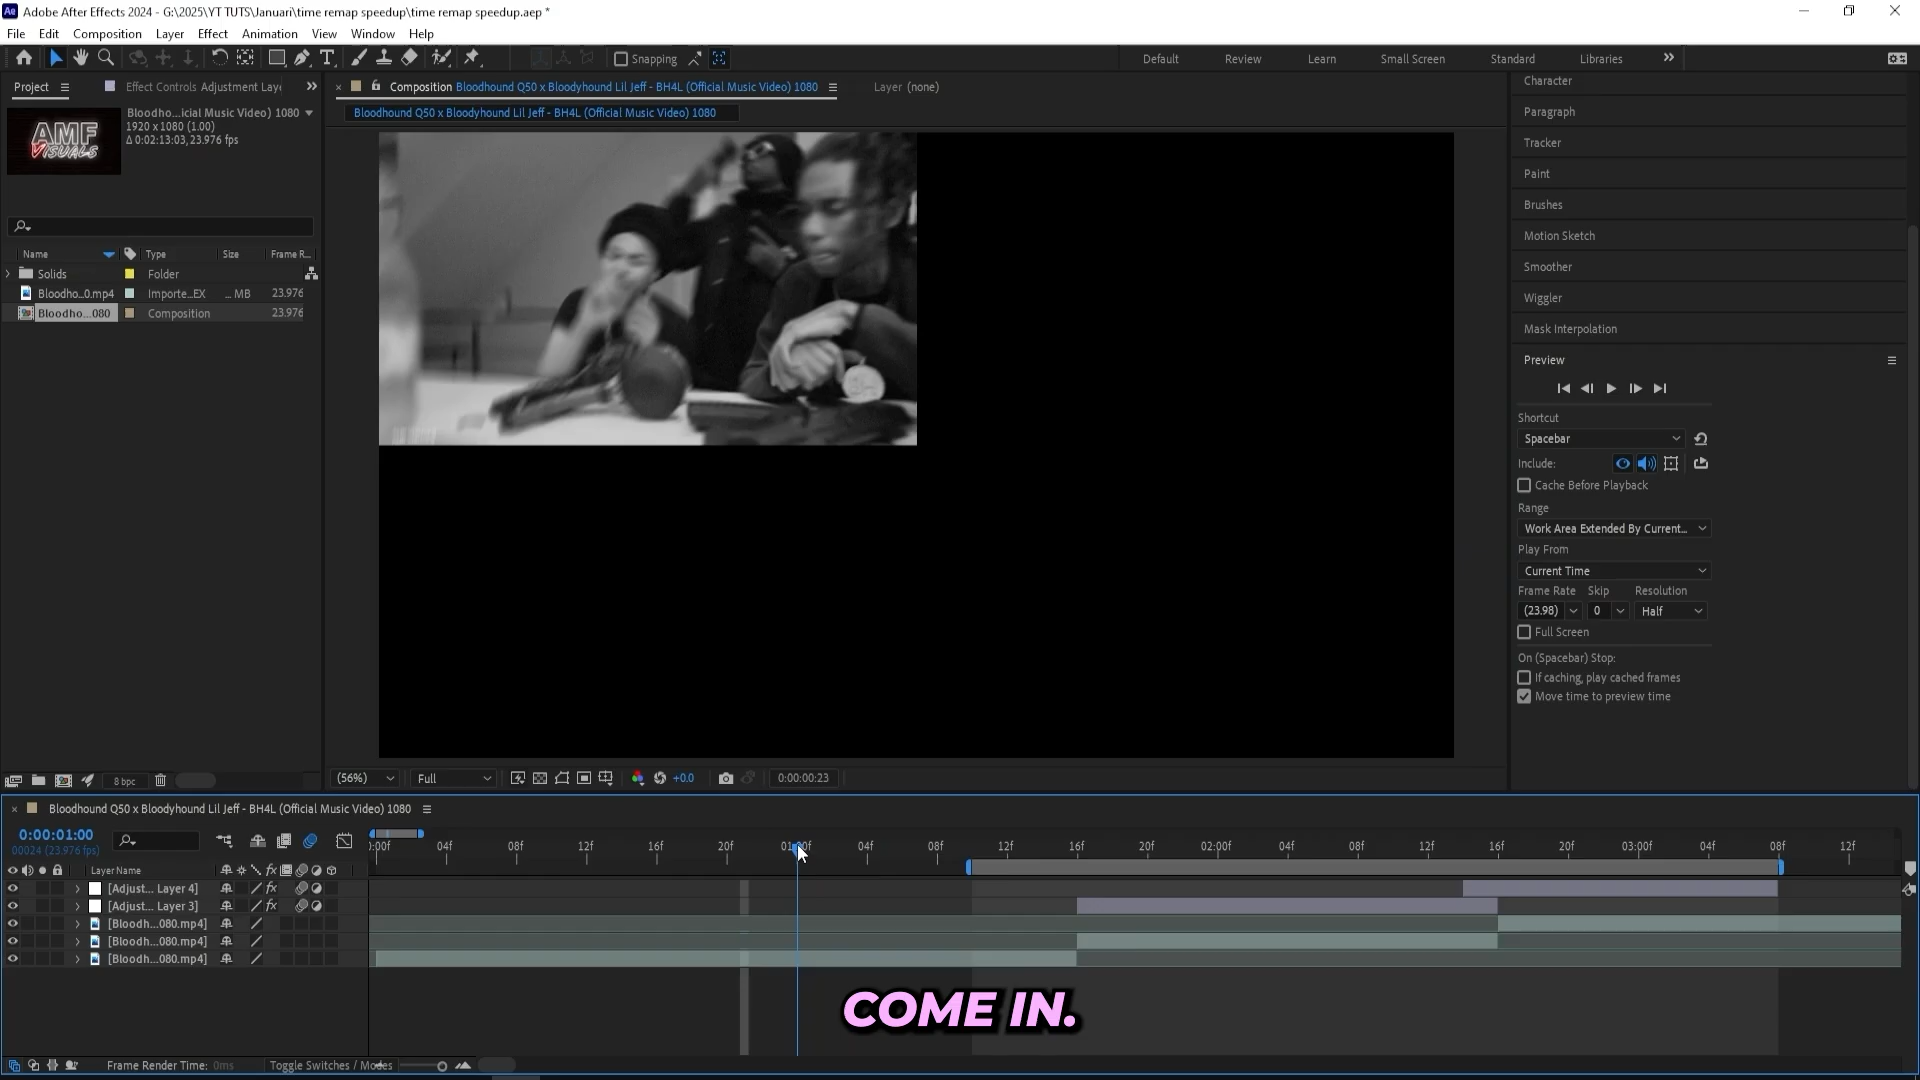 Adobe After Effects 2024 - G:\2025\YT TUTS\Januari\time remap speedup\time remap speedup.aep *
File Edit Composition Layer Effect Animation View Window Help
Snapping Default Review Learn Small Screen Standard Libraries
Project Effect Controls Adjustment Laye
Composition Bloodhound Q50 x Bloodyhound Lil Jeff - BH4L (Official Music Video) 1080 Layer (none)
Bloodhound Q50 x Bloodyhound Lil Jeff - BH4L (Official Music Video) 1080
AMF
VISUALS
Bloodho...icial Music Video) 1080
1920 x 1080 (1.00)
Δ 0:02:13:03, 23.976 fps
Name Type Size Frame R...
Solids Folder
Bloodho...0.mp4 Importe...EX ... MB 23.976
Bloodho...080 Composition 23.976
8 bpc
Character
Paragraph
Tracker
Paint
Brushes
Motion Sketch
Smoother
Wiggler
Mask Interpolation
Preview
Shortcut
Spacebar
Include:
Cache Before Playback
Range
Work Area Extended By Current...
Play From
Current Time
Frame Rate Skip Resolution
(23.98) 0 Half
Full Screen
On (Spacebar) Stop:
If caching, play cached frames
Move time to preview time
(56%) Full +0.0 0:00:00:23
Bloodhound Q50 x Bloodyhound Lil Jeff - BH4L (Official Music Video) 1080
0:00:01:00
00024 (23.976 fps)
:00f 04f 08f 12f 16f 20f 01:00f 04f 08f 12f 16f 20f 02:00f 04f 08f 12f 16f 20f 03:00f 04f 08f 12f
Layer Name
[Adjust... Layer 4]
[Adjust... Layer 3]
[Bloodh...080.mp4]
[Bloodh...080.mp4]
[Bloodh...080.mp4]
COME IN.
Frame Render Time: 0ms Toggle Switches / Modes